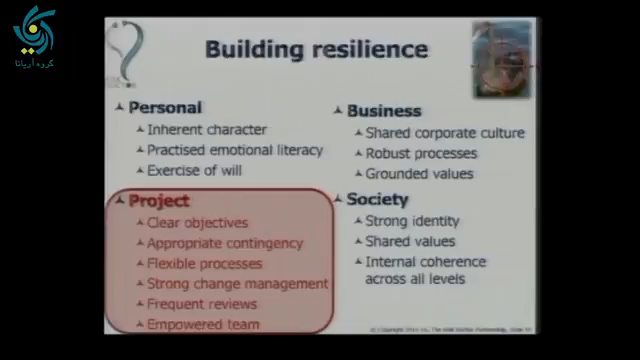 گروه آریانا
Building resilience
Personal
Inherent character
Practised emotional literacy
Exercise of will
Project
Clear objectives
Appropriate contingency
Flexible processes
Strong change management
Frequent reviews
Empowered team
Business
Shared corporate culture
Robust processes
Grounded values
Society
Strong identity
Shared values
Internal coherence
across all levels